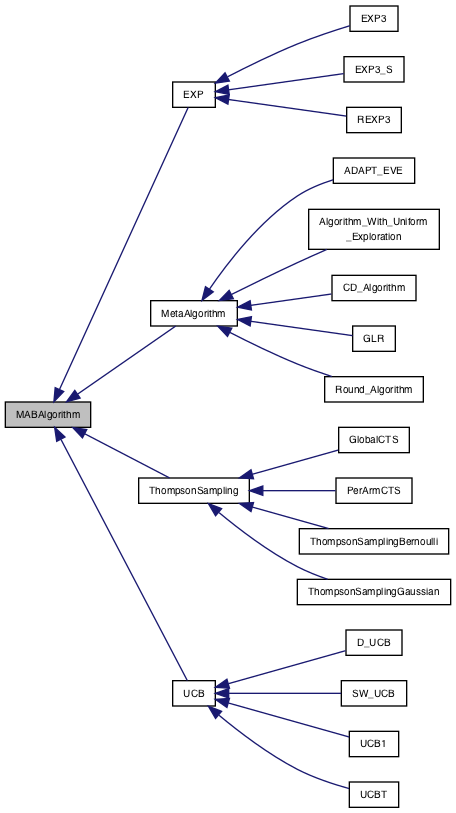 EXP3
EXP3_S
EXP
REXP3
ADAPT_EVE
Algorithm_With_Uniform
_Exploration
CD_Algorithm
MetaAlgorithm
GLR
Round_Algorithm
MABAlgorithm
GlobalCTS
ThompsonSampling
PerArmCTS
ThompsonSamplingBernoulli
ThompsonSamplingGaussian
D_UCB
UCB
SW_UCB
UCB1
UCBT